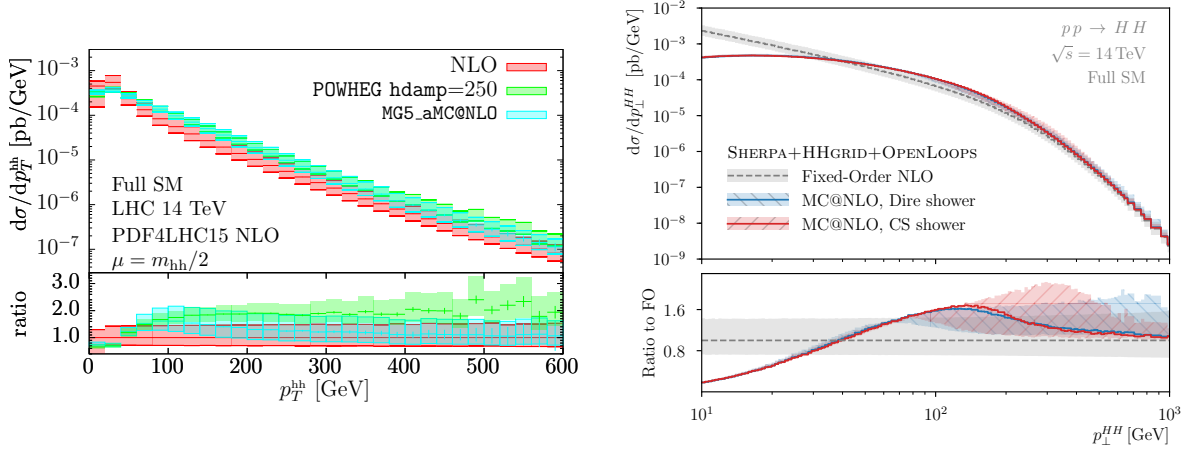 dσ/dp_T^hh [pb/GeV]
10⁻³
10⁻⁴
10⁻⁵
10⁻⁶
10⁻⁷
NLO
POWHEG hdamp=250
MG5_aMC@NLO
Full SM
LHC 14 TeV
PDF4LHC15 NLO
μ = m_hh/2
ratio
3.0
2.0
1.0
0 100 200 300 400 500 600
p_T^hh [GeV]
dσ/dp_⊥^HH [pb/GeV]
10⁻¹
10⁻²
10⁻³
10⁻⁴
10⁻⁵
10⁻⁶
10⁻⁷
10⁻⁸
10⁻⁹
pp → HH
√s = 14 TeV
Full SM
SHERPA+HHGRID+OPENLOOPS
Fixed-Order NLO
MC@NLO, Dire shower
MC@NLO, CS shower
Ratio to FO
1.6
0.8
10¹ 10² 10³
p_⊥^HH [GeV]